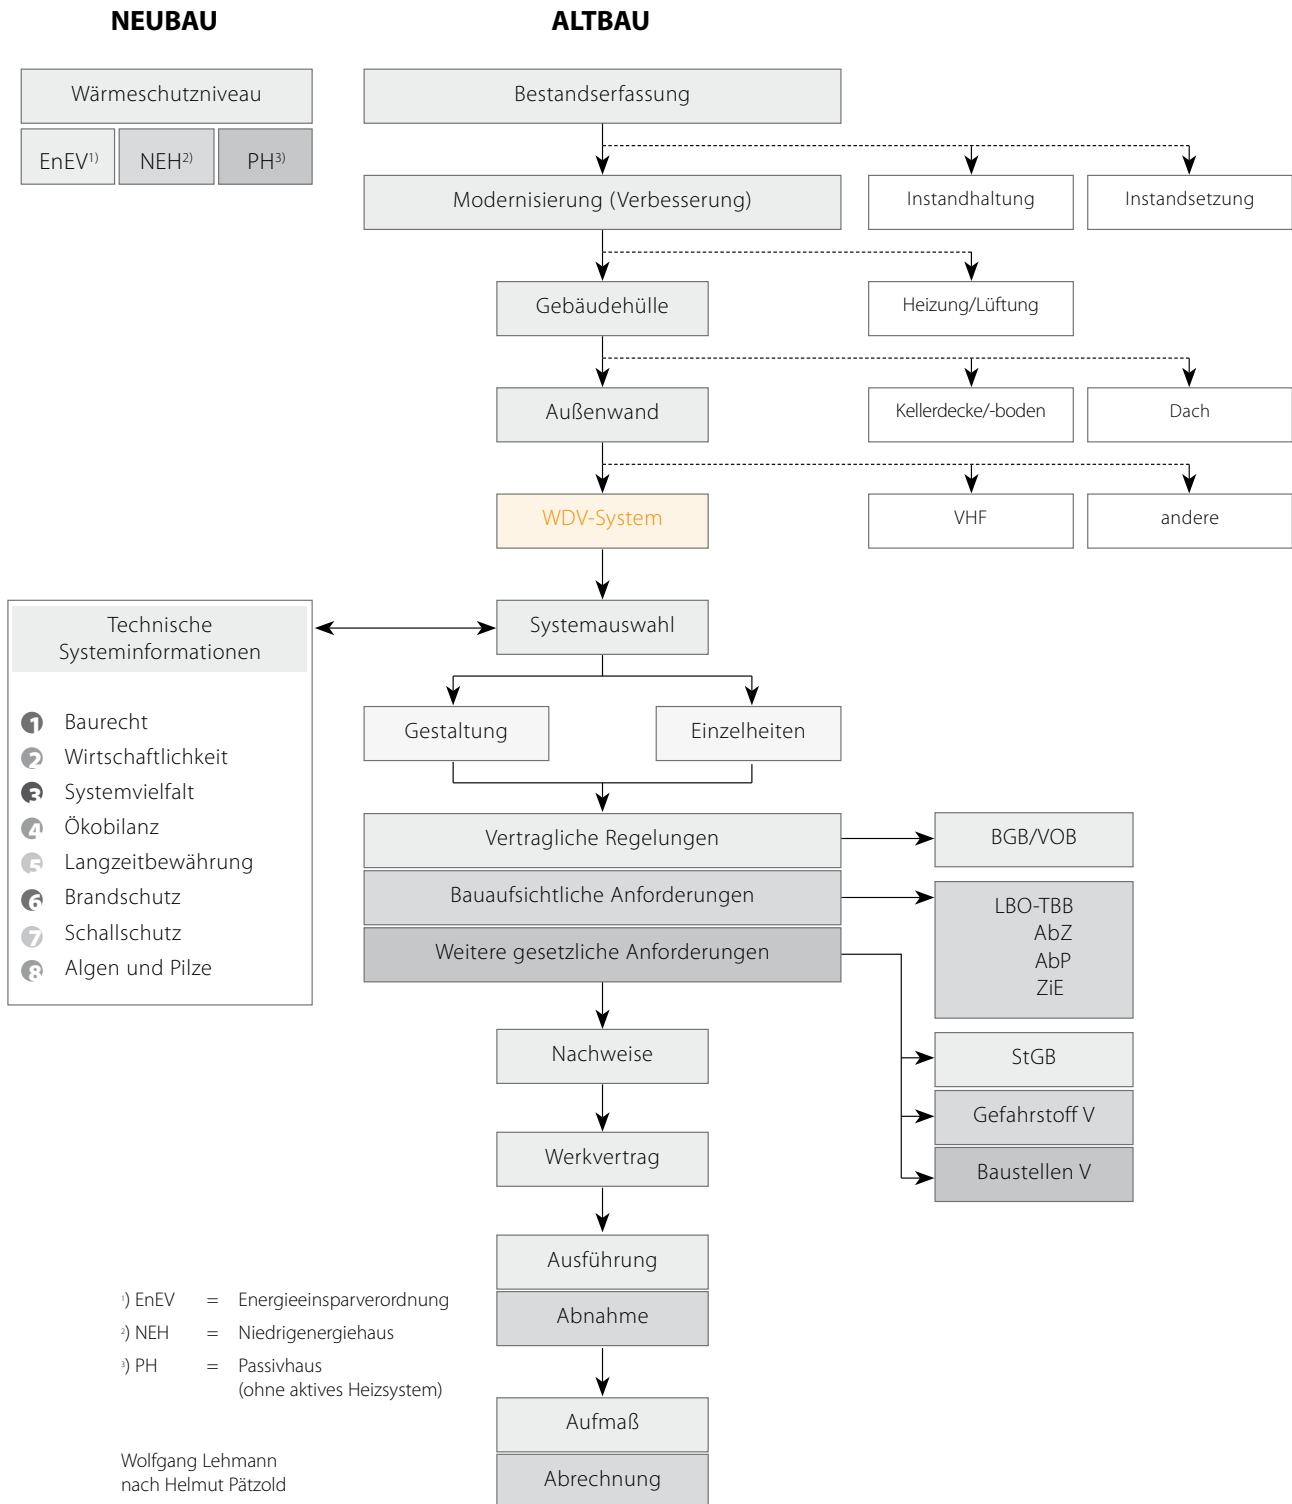 NEUBAU
ALTBAU
Wärmeschutzniveau
EnEV1)
NEH2)
PH3)
Bestandserfassung
Modernisierung (Verbesserung)
Instandhaltung
Instandsetzung
Gebäudehülle
Heizung/Lüftung
Außenwand
Kellerdecke/-boden
Dach
WDV-System
VHF
andere
Technische
Systeminformationen
1 Baurecht
2 Wirtschaftlichkeit
3 Systemvielfalt
4 Ökobilanz
5 Langzeitbewährung
6 Brandschutz
7 Schallschutz
8 Algen und Pilze
Systemauswahl
Gestaltung
Einzelheiten
Vertragliche Regelungen
BGB/VOB
Bauaufsichtliche Anforderungen
LBO-TBB
AbZ
AbP
ZiE
Weitere gesetzliche Anforderungen
StGB
Gefahrstoff V
Baustellen V
Nachweise
Werkvertrag
Ausführung
Abnahme
Aufmaß
Abrechnung
1) EnEV = Energieeinsparverordnung
2) NEH = Niedrigenergiehaus
3) PH = Passivhaus
(ohne aktives Heizsystem)
Wolfgang Lehmann
nach Helmut Pätzold